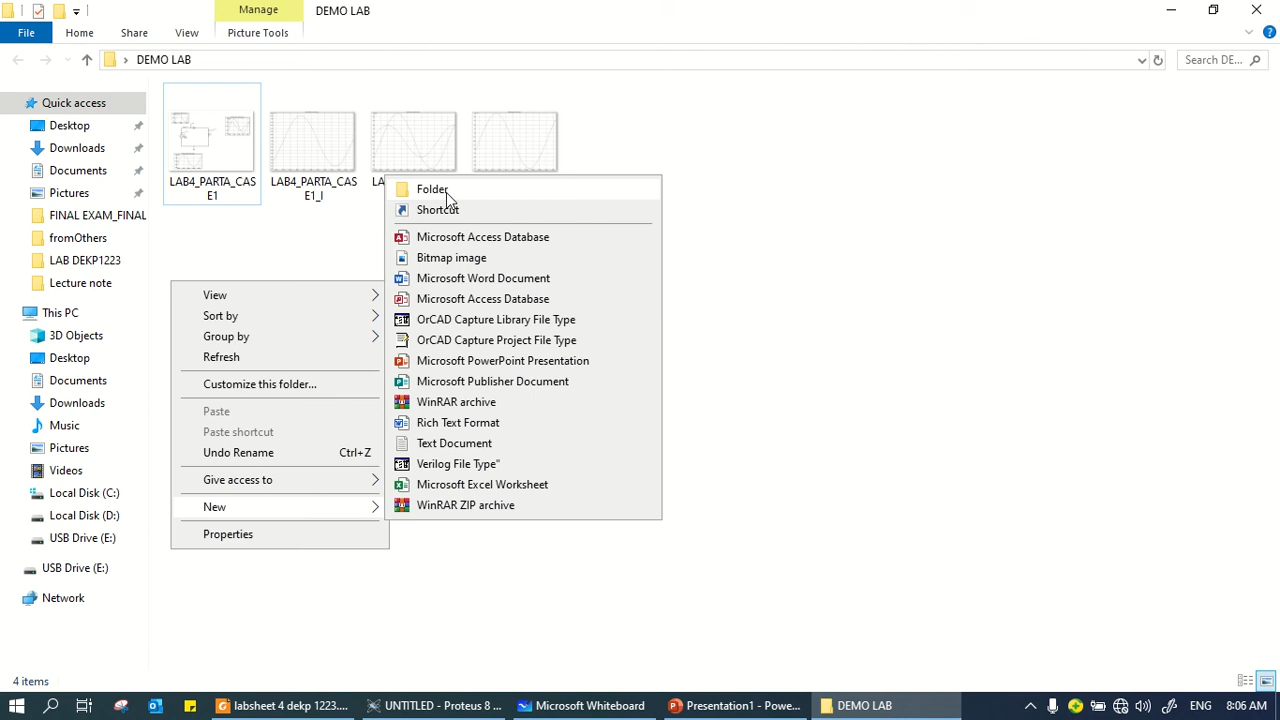 Manage
DEMO LAB
File
Home
Share
View
Picture Tools
DEMO LAB
Search DE...
Quick access
Desktop
Downloads
Documents
Pictures
FINAL EXAM_FINAL
fromOthers
LAB DEKP1223
Lecture note
This PC
3D Objects
Desktop
Documents
Downloads
Music
Pictures
Videos
Local Disk (C:)
Local Disk (D:)
USB Drive (E:)
USB Drive (E:)
Network
LAB4_PARTA_CAS
E1
LAB4_PARTA_CAS
E1_I
View
Sort by
Group by
Refresh
Customize this folder...
Paste
Paste shortcut
Undo Rename Ctrl+Z
Give access to
New
Properties
Folder
Shortcut
Microsoft Access Database
Bitmap image
Microsoft Word Document
Microsoft Access Database
OrCAD Capture Library File Type
OrCAD Capture Project File Type
Microsoft PowerPoint Presentation
Microsoft Publisher Document
WinRAR archive
Rich Text Format
Text Document
Verilog File Type"
Microsoft Excel Worksheet
WinRAR ZIP archive
4 items
labsheet 4 dekp 1223....
UNTITLED - Proteus 8 ...
Microsoft Whiteboard
Presentation1 - Powe...
DEMO LAB
ENG
8:06 AM